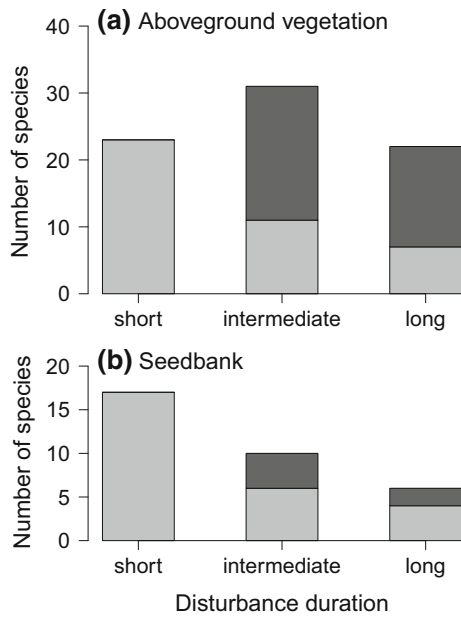 (a) Aboveground vegetation
Number of species
40
30
20
10
0
short intermediate long
(b) Seedbank
Number of species
20
15
10
5
0
short intermediate long
Disturbance duration